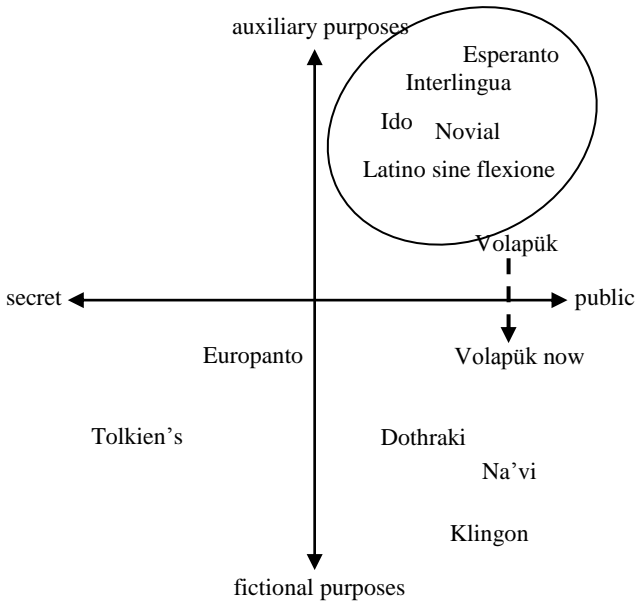 auxiliary purposes
Esperanto
Interlingua
Ido
Novial
Latino sine flexione
Volapük
secret
public
Europanto
Volapük now
Tolkien’s
Dothraki
Na’vi
Klingon
fictional purposes